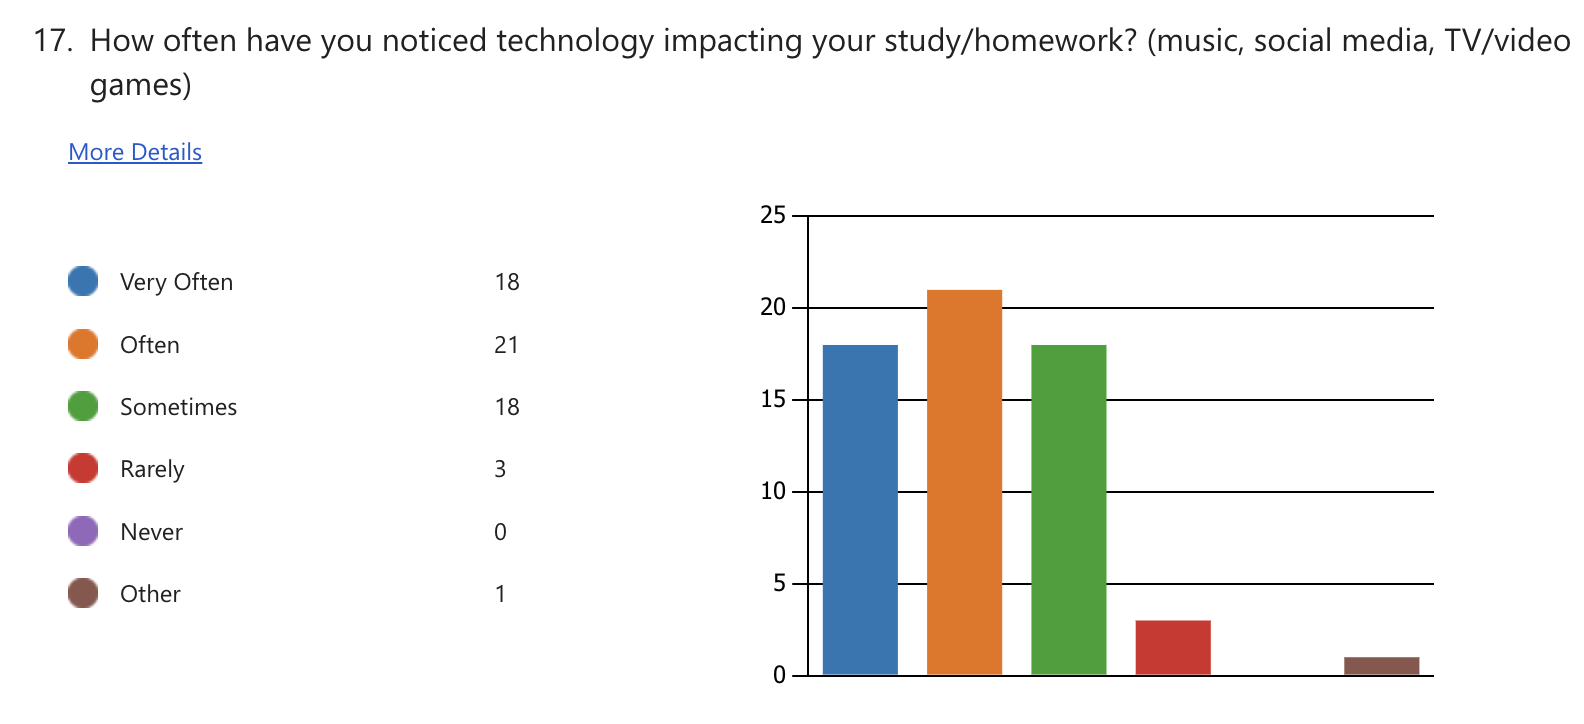 17. How often have you noticed technology impacting your study/homework? (music, social media, TV/video
games)
More Details
Very Often 18
Often 21
Sometimes 18
Rarely 3
Never 0
Other 1
25
20
15
10
5
0